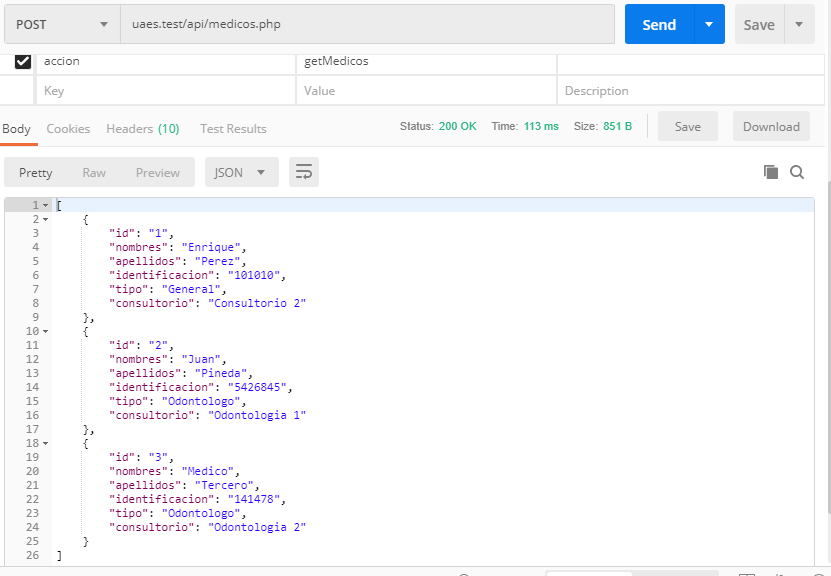 POST uaes.test/api/medicos.php Send Save
accion getMedicos
Key Value Description
Body Cookies Headers (10) Test Results Status: 200 OK Time: 113 ms Size: 851 B Save Download
Pretty Raw Preview JSON
1 [
2 {
3 "id": "1",
4 "nombres": "Enrique",
5 "apellidos": "Perez",
6 "identificacion": "101010",
7 "tipo": "General",
8 "consultorio": "Consultorio 2"
9 },
10 {
11 "id": "2",
12 "nombres": "Juan",
13 "apellidos": "Pineda",
14 "identificacion": "5426845",
15 "tipo": "Odontologo",
16 "consultorio": "Odontologia 1"
17 },
18 {
19 "id": "3",
20 "nombres": "Medico",
21 "apellidos": "Tercero",
22 "identificacion": "141478",
23 "tipo": "Odontologo",
24 "consultorio": "Odontologia 2"
25 }
26 ]